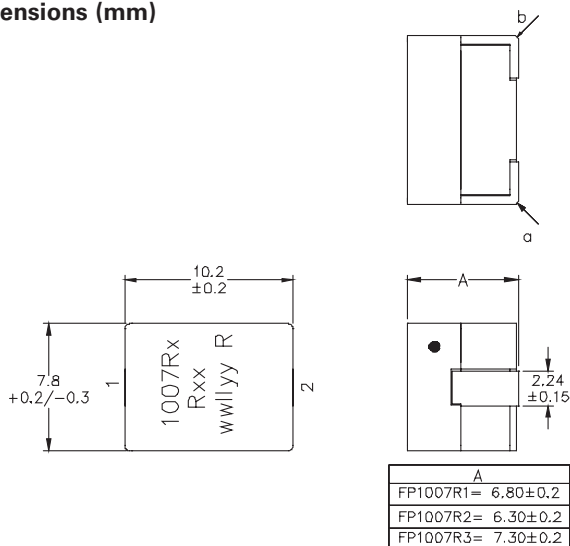 ensions (mm)
b
a
10.2
±0.2
A
7.8
+0.2/-0.3
1
1007Rx
Rxx
wwllyy R
2
2.24
±0.15
A
FP1007R1= 6.80±0.2
FP1007R2= 6.30±0.2
FP1007R3= 7.30±0.2